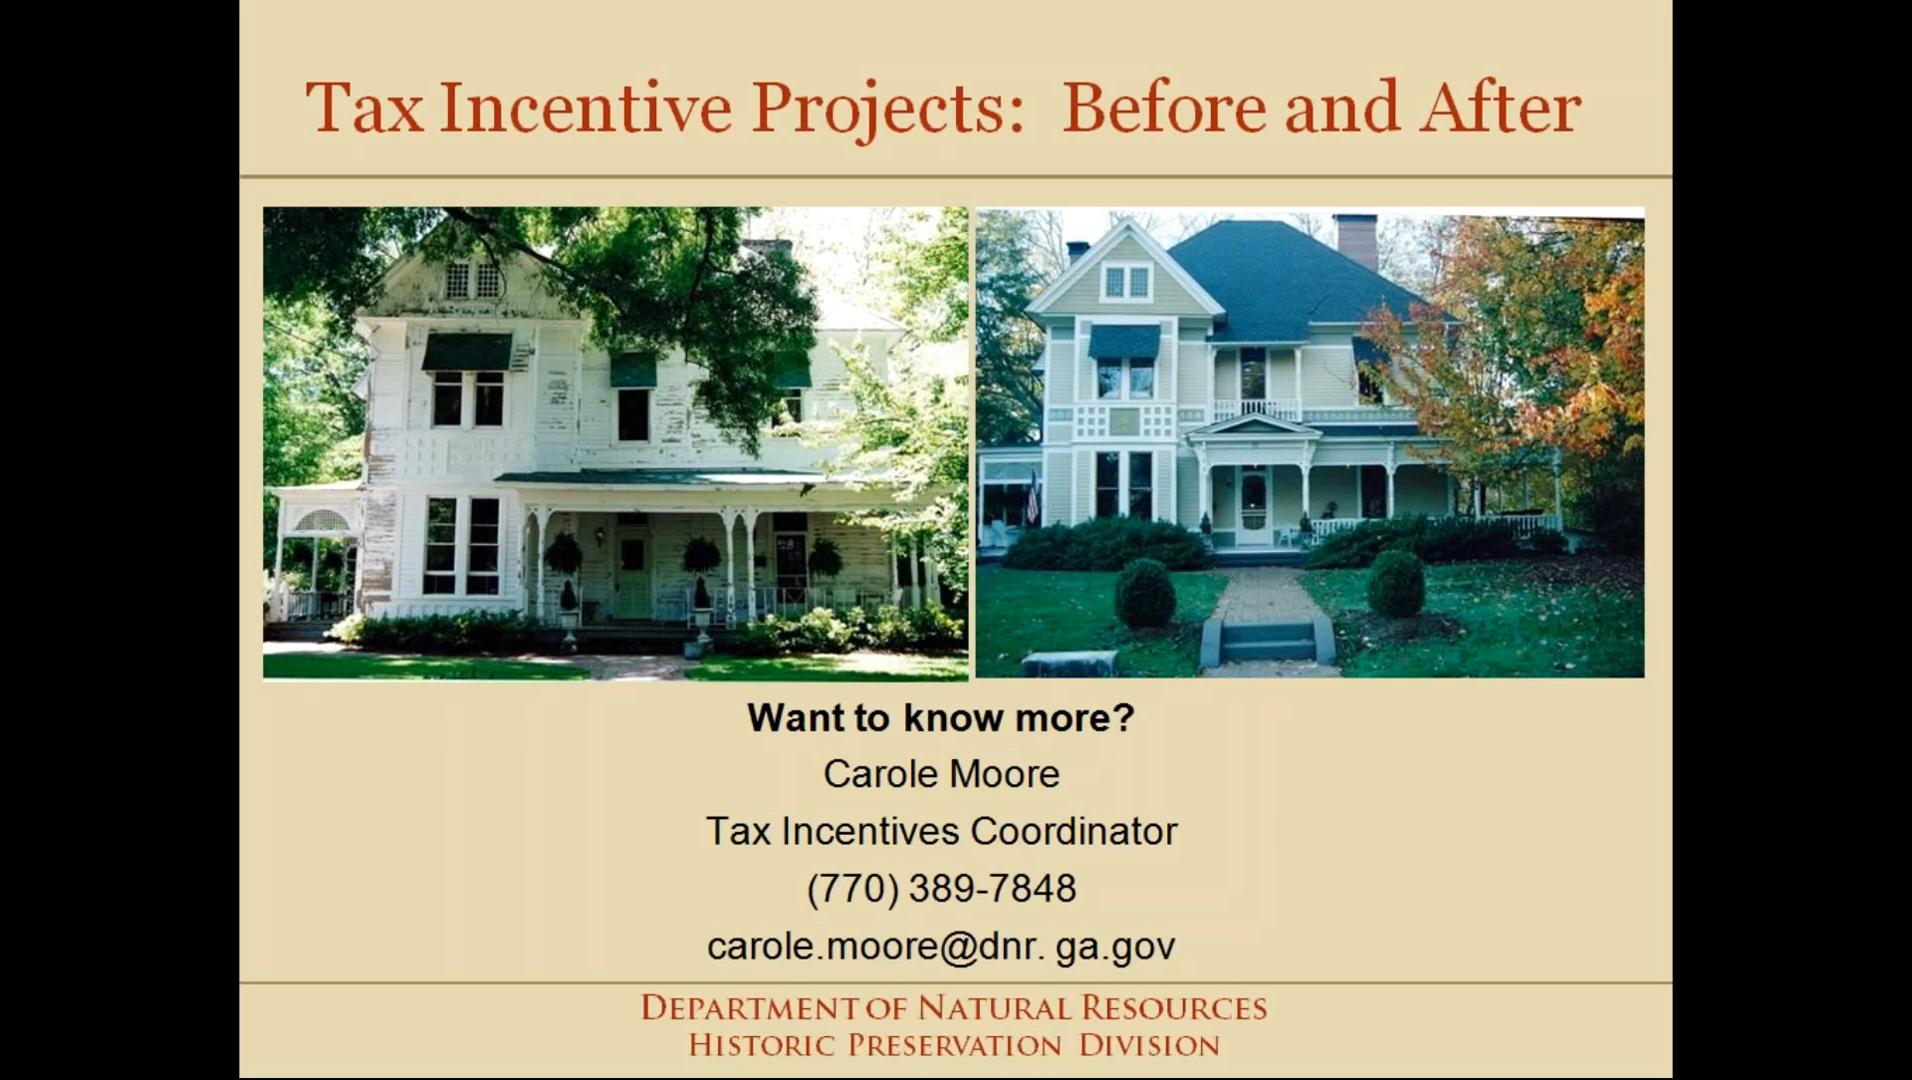 Tax Incentive Projects: Before and After
Want to know more?
Carole Moore
Tax Incentives Coordinator
(770) 389-7848
carole.moore@dnr. ga.gov
DEPARTMENT OF NATURAL RESOURCES
HISTORIC PRESERVATION DIVISION